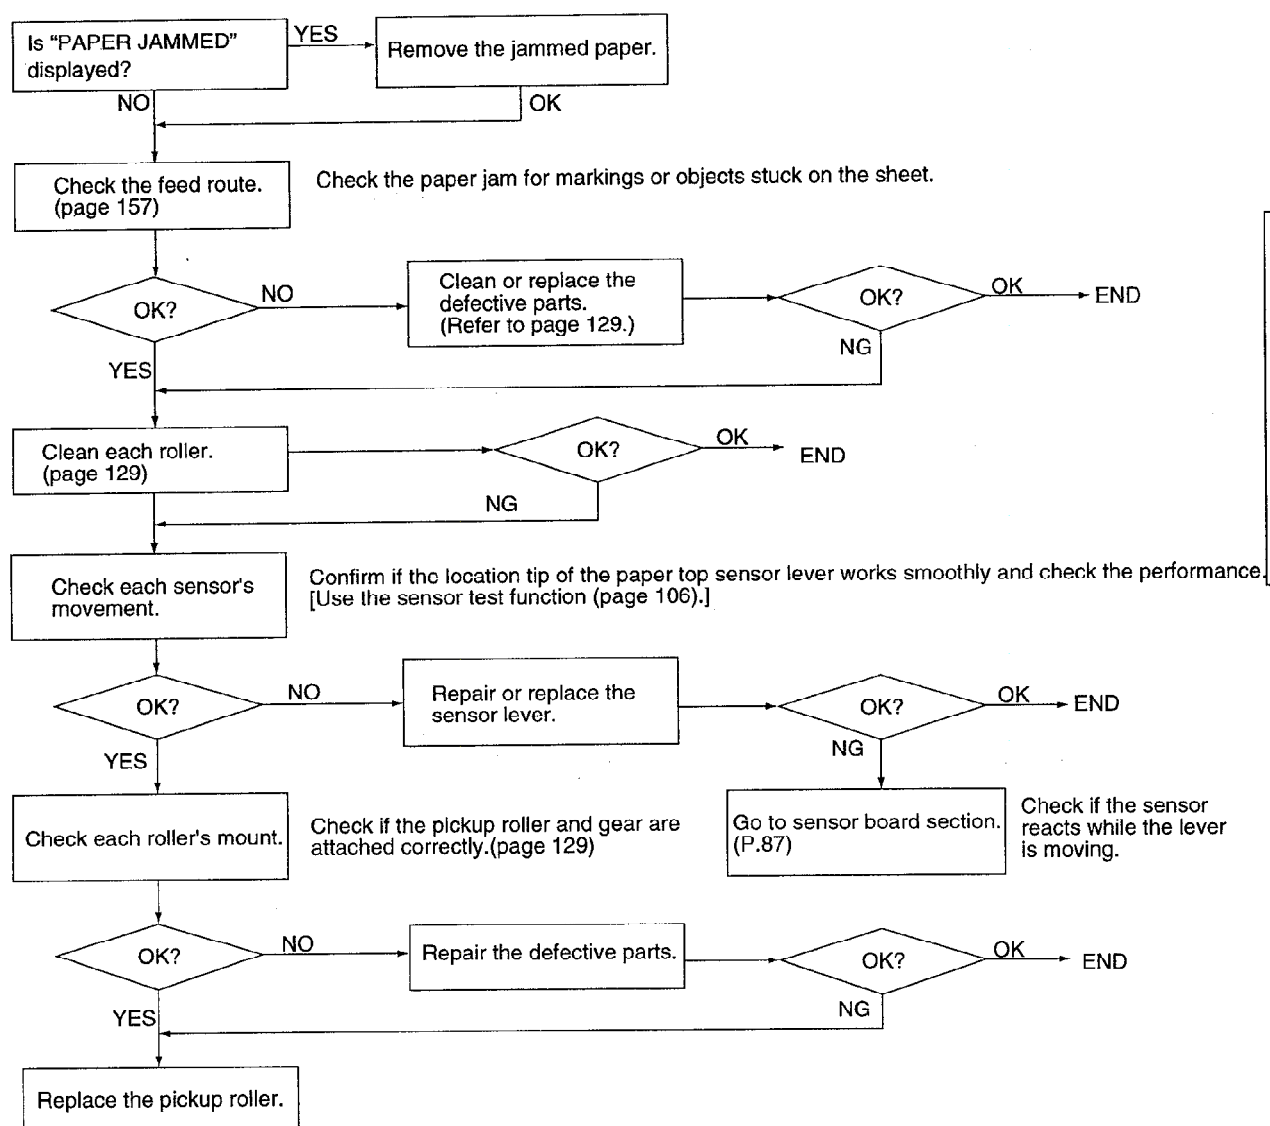 Is “PAPER JAMMED”
displayed?
YES
Remove the jammed paper.
NO
OK
Check the feed route.
(page 157)
Check the paper jam for markings or objects stuck on the sheet.
OK?
NO
Clean or replace the
defective parts.
(Refer to page 129.)
OK?
OK
END
NG
YES
Clean each roller.
(page 129)
OK?
OK
END
NG
Check each sensor's
movement.
Confirm if the location tip of the paper top sensor lever works smoothly and check the performance.
[Use the sensor test function (page 106).]
OK?
NO
Repair or replace the
sensor lever.
OK?
OK
END
NG
YES
Check each roller's mount.
Check if the pickup roller and gear are
attached correctly.(page 129)
Go to sensor board section.
(P.87)
Check if the sensor
reacts while the lever
is moving.
OK?
NO
Repair the defective parts.
OK?
OK
END
NG
YES
Replace the pickup roller.